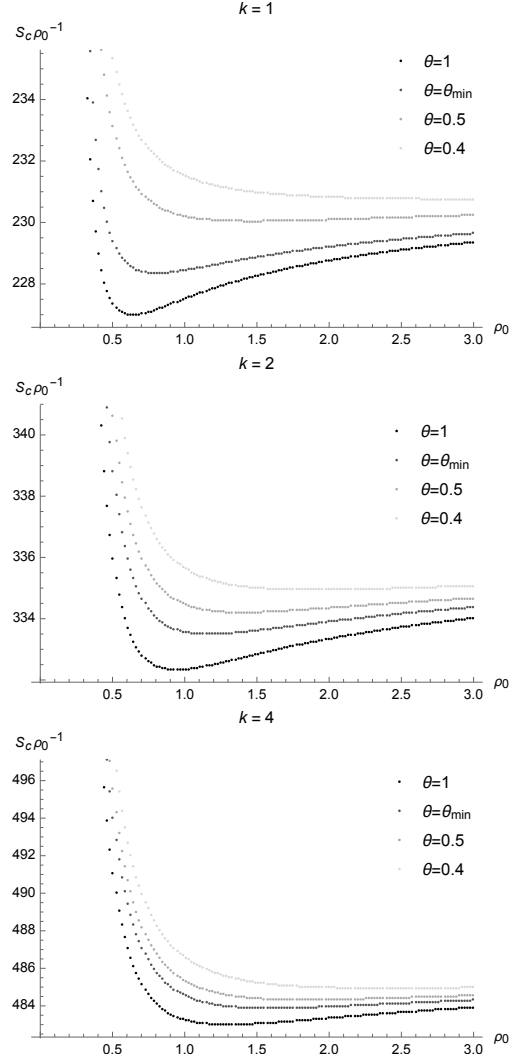 k = 1
S_c ρ_0^{-1}
θ=1
θ=θ_min
θ=0.5
θ=0.4
234
232
230
228
0.5 1.0 1.5 2.0 2.5 3.0 ρ_0
k = 2
S_c ρ_0^{-1}
340
θ=1
θ=θ_min
θ=0.5
θ=0.4
338
336
334
0.5 1.0 1.5 2.0 2.5 3.0 ρ_0
k = 4
S_c ρ_0^{-1}
496
θ=1
θ=θ_min
θ=0.5
θ=0.4
494
492
490
488
486
484
0.5 1.0 1.5 2.0 2.5 3.0 ρ_0